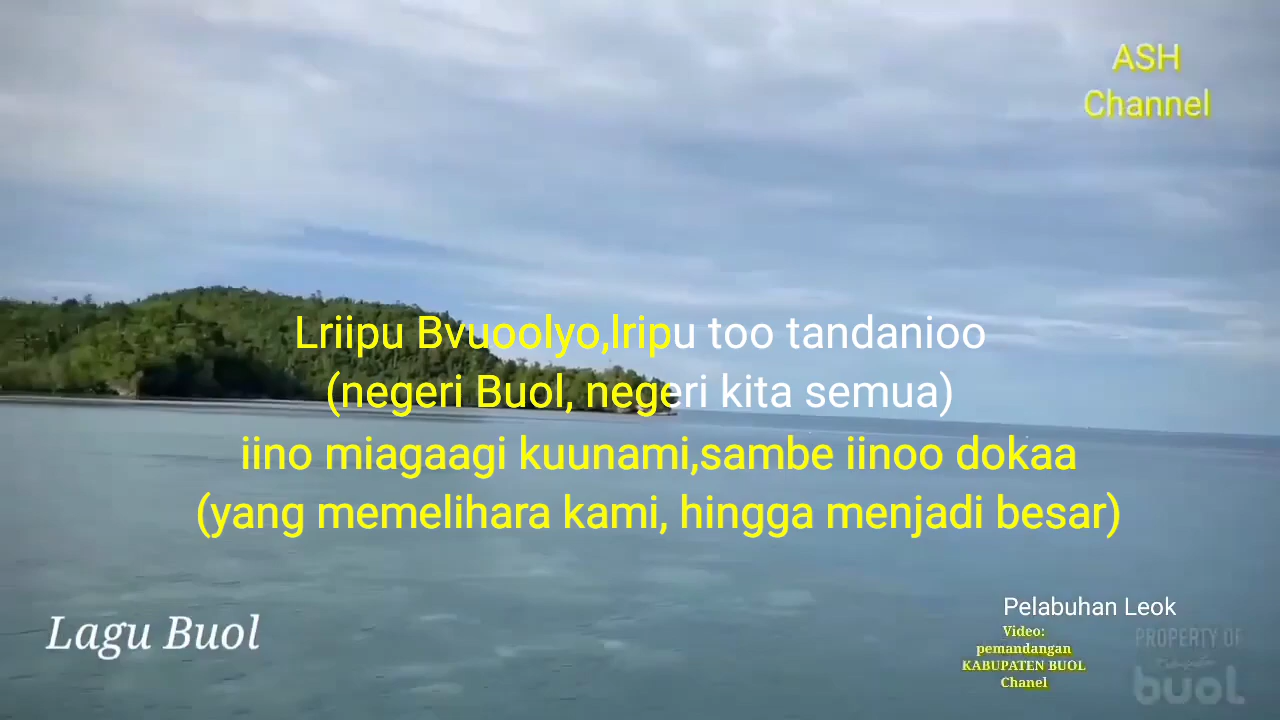 ASH
Channel
Lriipu Bvuoolyo,lripu too tandanioo
(negeri Buol, negeri kita semua)
iino miagaagi kuunami,sambe iinoo dokaa
(yang memelihara kami, hingga menjadi besar)
Lagu Buol
Pelabuhan Leok
Video:
pemandangan
KABUPATEN BUOL
Chanel
PROPERTY OF
buol